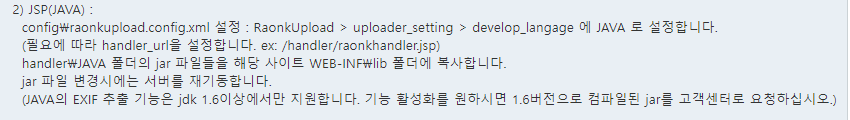 2) JSP(JAVA) :
config₩raonkupload.config.xml 설정 : RaonkUpload > uploader_setting > develop_langage 에 JAVA 로 설정합니다.
(필요에 따라 handler_url을 설정합니다. ex: /handler/raonkhandler.jsp)
handler₩JAVA 폴더의 jar 파일들을 해당 사이트 WEB-INF₩lib 폴더에 복사합니다.
jar 파일 변경시에는 서버를 재기동합니다.
(JAVA의 EXIF 추출 기능은 jdk 1.6이상에서만 지원합니다. 기능 활성화를 원하시면 1.6버전으로 컴파일된 jar를 고객센터로 요청하십시오.)